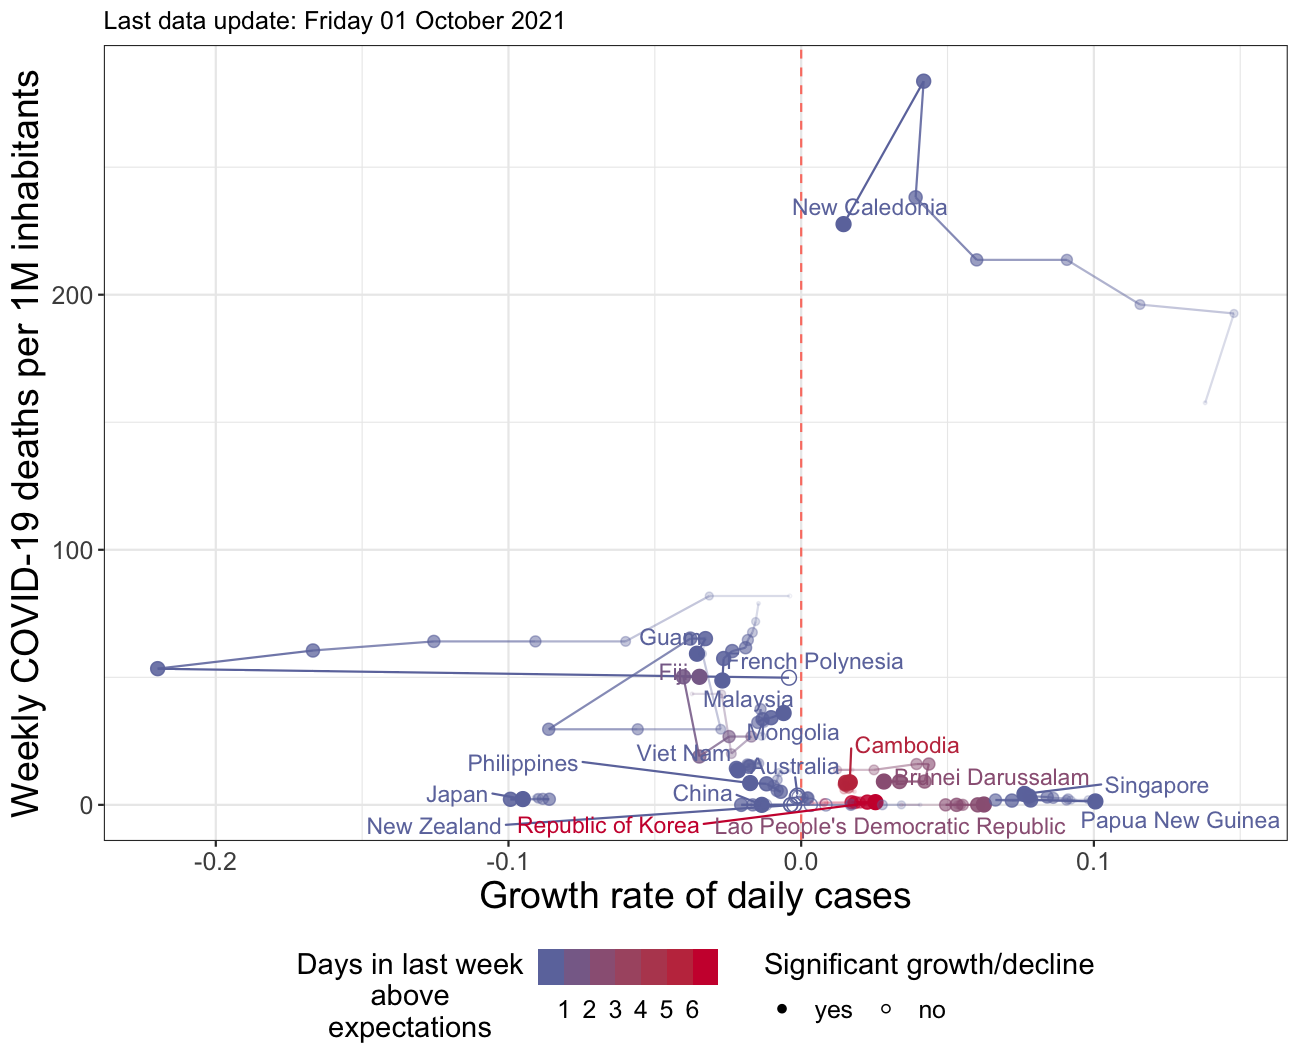 Last data update: Friday 01 October 2021
Weekly COVID-19 deaths per 1M inhabitants
200
100
0
New Caledonia
Guam
French Polynesia
Fiji
Malaysia
Mongolia
Cambodia
Viet Nam
Philippines
Australia
Brunei Darussalam
Singapore
Japan
China
Papua New Guinea
New Zealand
Republic of Korea
Lao People's Democratic Republic
-0.2
-0.1
0.0
0.1
Growth rate of daily cases
Days in last week
above
expectations
1 2 3 4 5 6
Significant growth/decline
yes
no